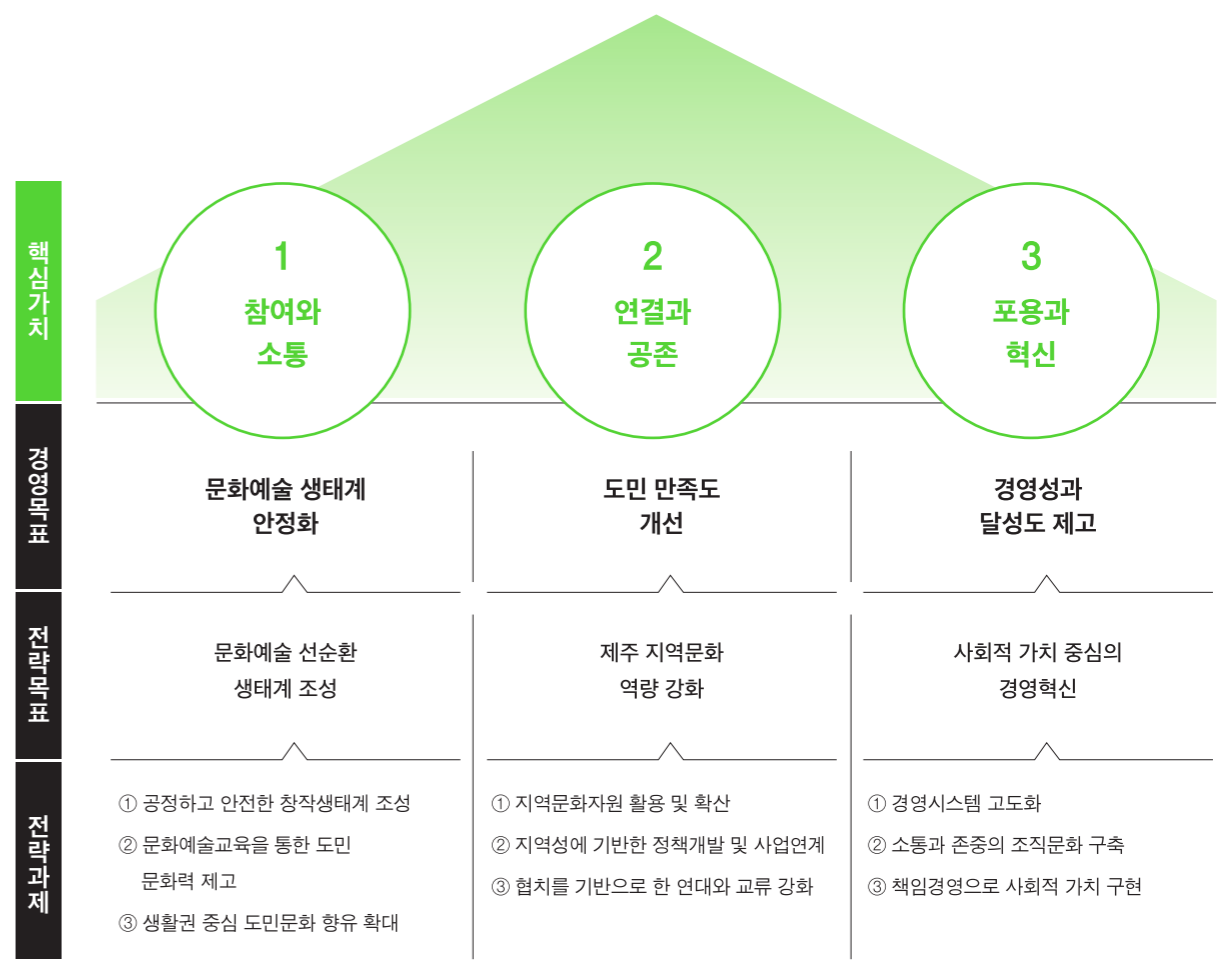 핵심가치
1
참여와
소통
2
연결과
공존
3
포용과
혁신
경영목표
문화예술 생태계
안정화
도민 만족도
개선
경영성과
달성도 제고
전략목표
문화예술 선순환
생태계 조성
제주 지역문화
역량 강화
사회적 가치 중심의
경영혁신
전략과제
① 공정하고 안전한 창작생태계 조성
② 문화예술교육을 통한 도민
문화력 제고
③ 생활권 중심 도민문화 향유 확대
① 지역문화자원 활용 및 확산
② 지역성에 기반한 정책개발 및 사업연계
③ 협치를 기반으로 한 연대와 교류 강화
① 경영시스템 고도화
② 소통과 존중의 조직문화 구축
③ 책임경영으로 사회적 가치 구현